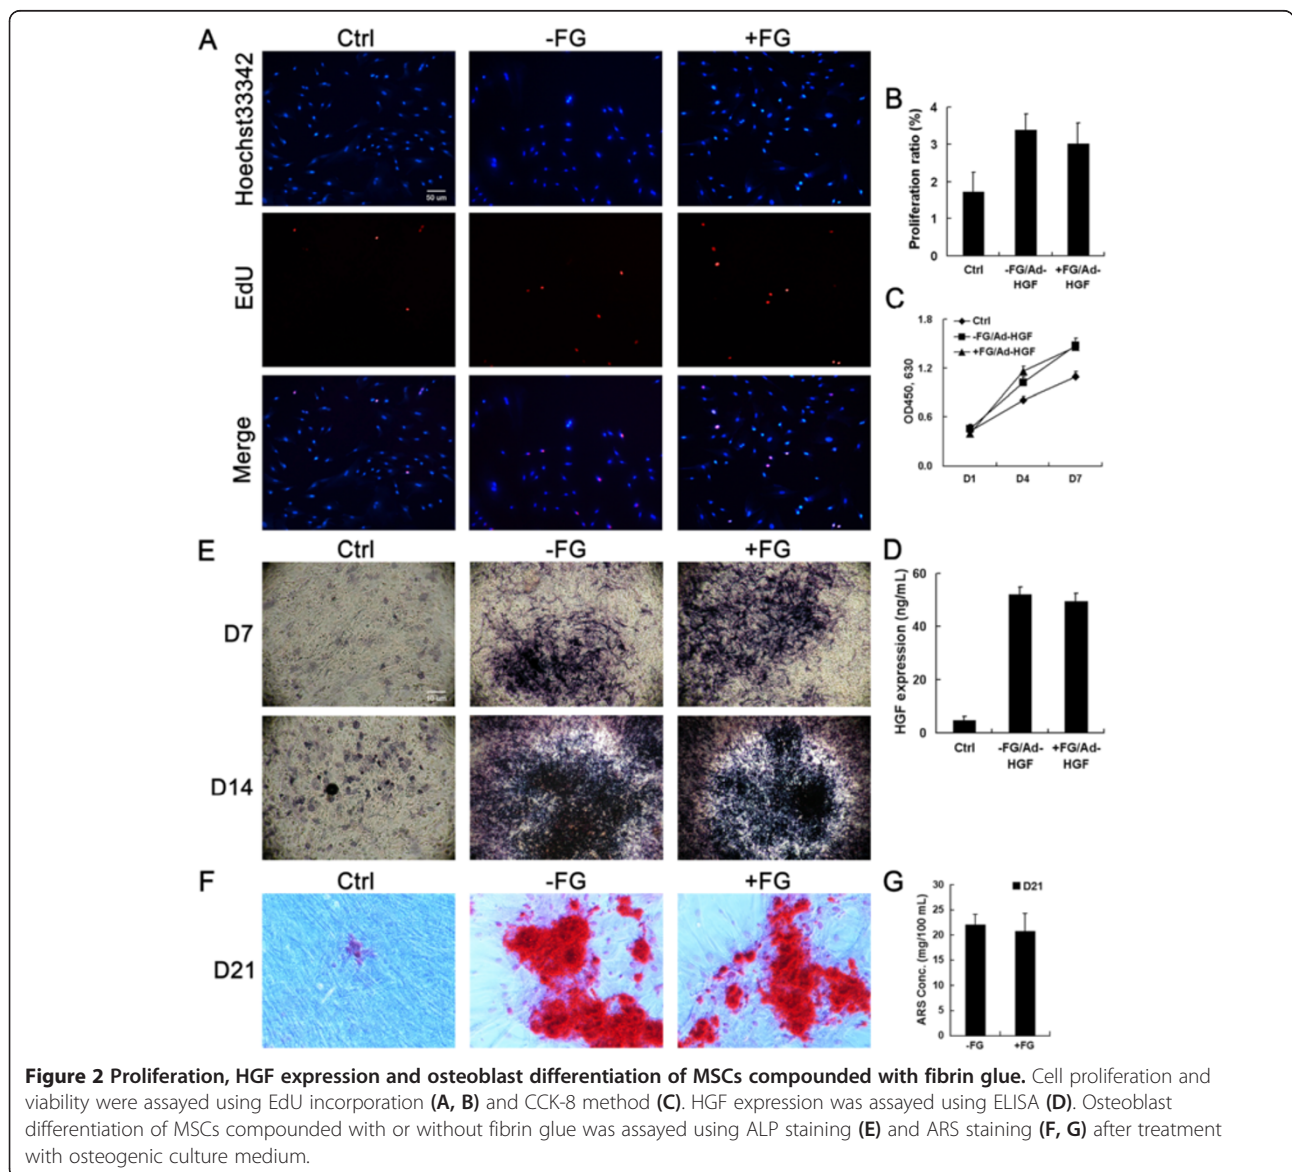 A
Ctrl
-FG
+FG
Hoechst33342
50 um
EdU
Merge
B
Proliferation ratio (%)
4
3
2
1
0
Ctrl
-FG/Ad-
HGF
+FG/Ad-
HGF
C
OD450, 630
1.8
1.2
0.6
0.0
Ctrl
-FG/Ad-HGF
+FG/Ad-HGF
D1
D4
D7
E
Ctrl
-FG
+FG
D7
D14
D
HGF expression (ng/mL)
60
40
20
0
Ctrl
-FG/Ad-
HGF
+FG/Ad-
HGF
F
Ctrl
-FG
+FG
D21
G
ARS Conc. (mg/100 mL)
30
25
20
15
10
5
0
D21
-FG
+FG
Figure 2 Proliferation, HGF expression and osteoblast differentiation of MSCs compounded with fibrin glue. Cell proliferation and
viability were assayed using EdU incorporation (A, B) and CCK-8 method (C). HGF expression was assayed using ELISA (D). Osteoblast
differentiation of MSCs compounded with or without fibrin glue was assayed using ALP staining (E) and ARS staining (F, G) after treatment
with osteogenic culture medium.